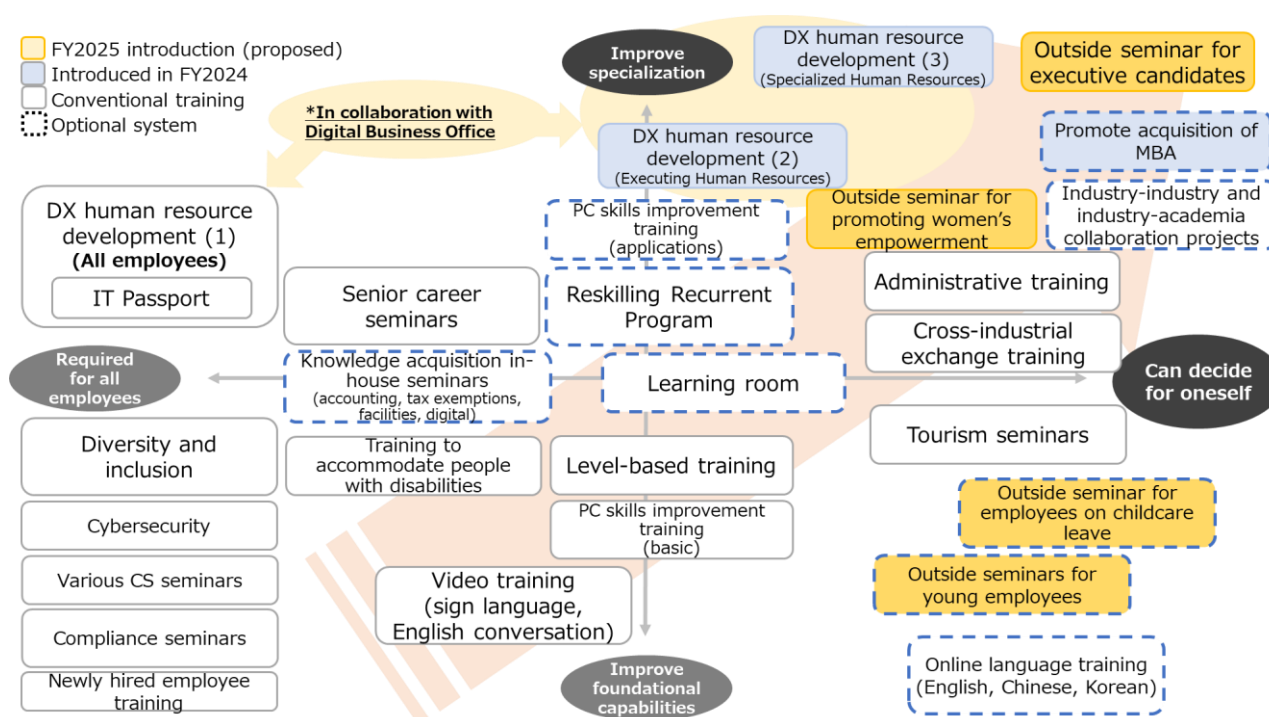 FY2025 introduction (proposed)
Introduced in FY2024
Conventional training
Optional system
*In collaboration with
Digital Business Office
Improve
specialization
DX human resource
development (3)
(Specialized Human Resources)
Outside seminar for
executive candidates
DX human resource
development (2)
(Executing Human Resources)
Promote acquisition of
MBA
DX human resource
development (1)
(All employees)
IT Passport
PC skills improvement
training
(applications)
Outside seminar for
promoting women’s
empowerment
Industry-industry and
industry-academia
collaboration projects
Senior career
seminars
Reskilling Recurrent
Program
Administrative training
Cross-industrial
exchange training
Required
for all
employees
Knowledge acquisition in-
house seminars
(accounting, tax exemptions,
facilities, digital)
Learning room
Can decide
for oneself
Diversity and
inclusion
Training to
accommodate people
with disabilities
Level-based training
Tourism seminars
Cybersecurity
PC skills improvement
training
(basic)
Outside seminar for
employees on childcare
leave
Various CS seminars
Video training
(sign language,
English conversation)
Outside seminars for
young employees
Compliance seminars
Newly hired employee
training
Improve
foundational
capabilities
Online language training
(English, Chinese, Korean)